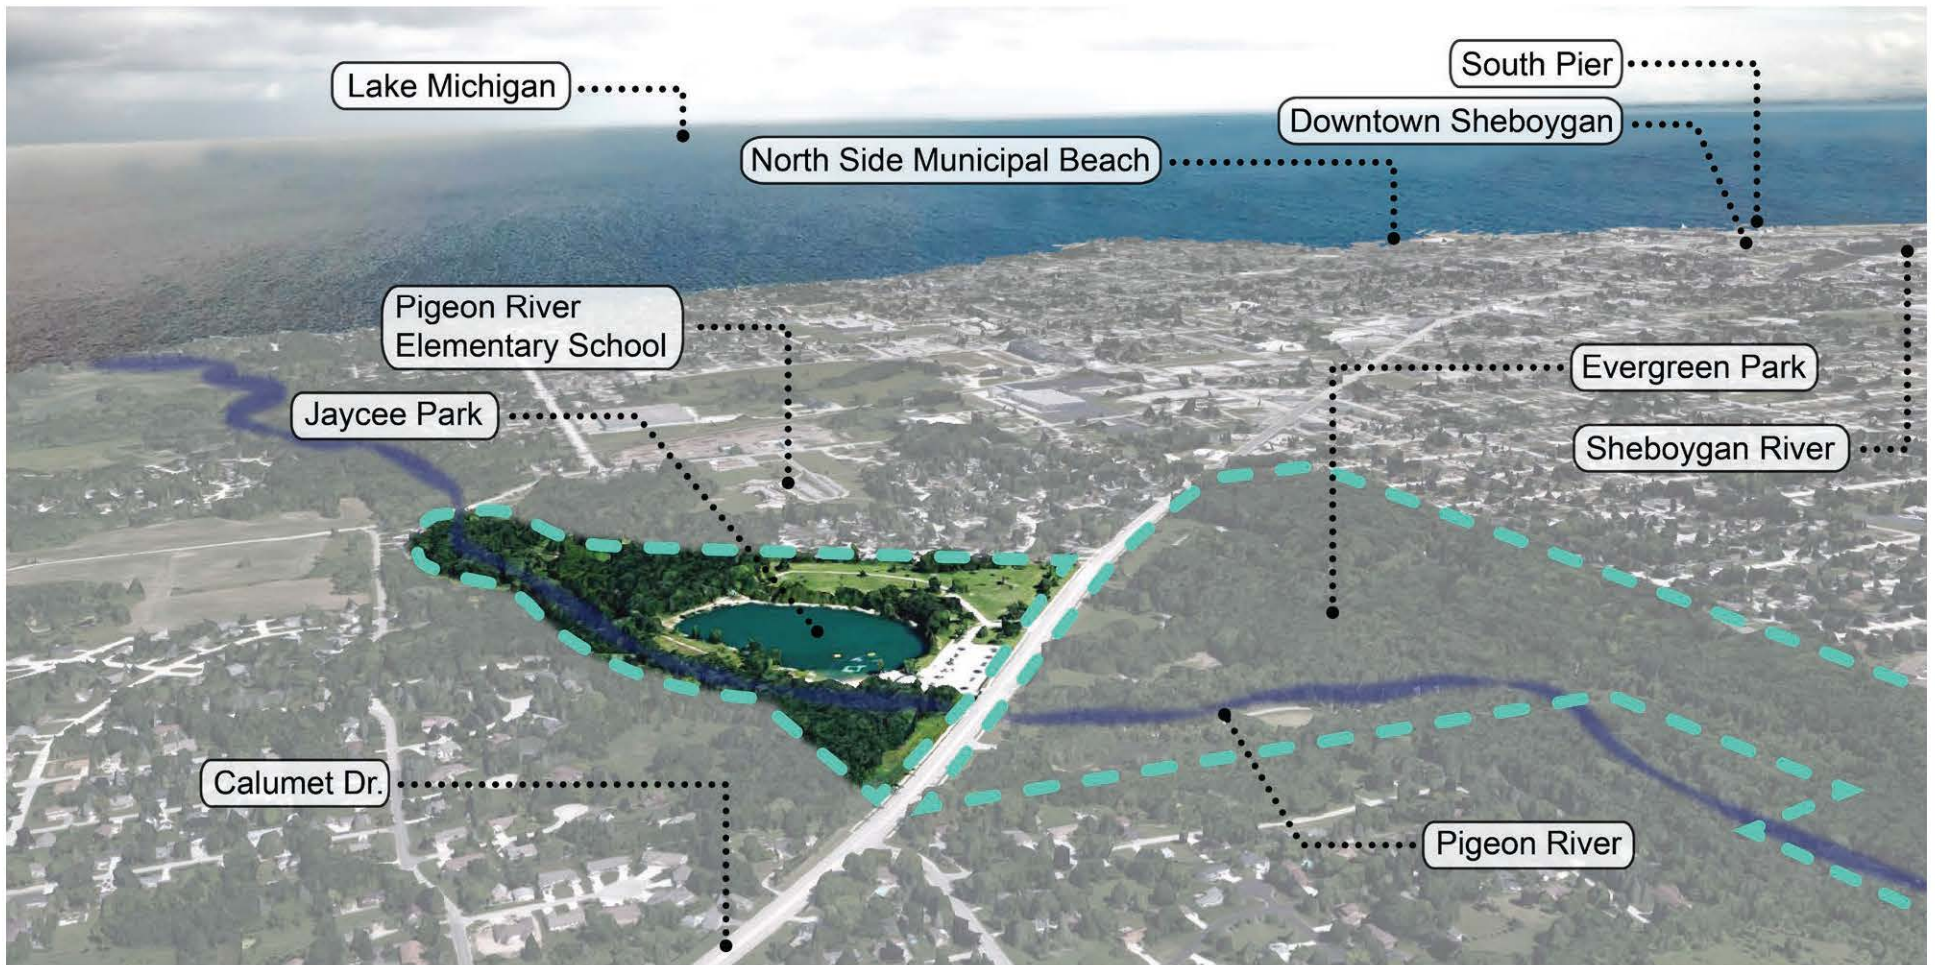 South Pier
Lake Michigan
Downtown Sheboygan
North Side Municipal Beach
Pigeon River
Elementary School
Evergreen Park
Jaycee Park
Sheboygan River
Calumet Dr.
Pigeon River